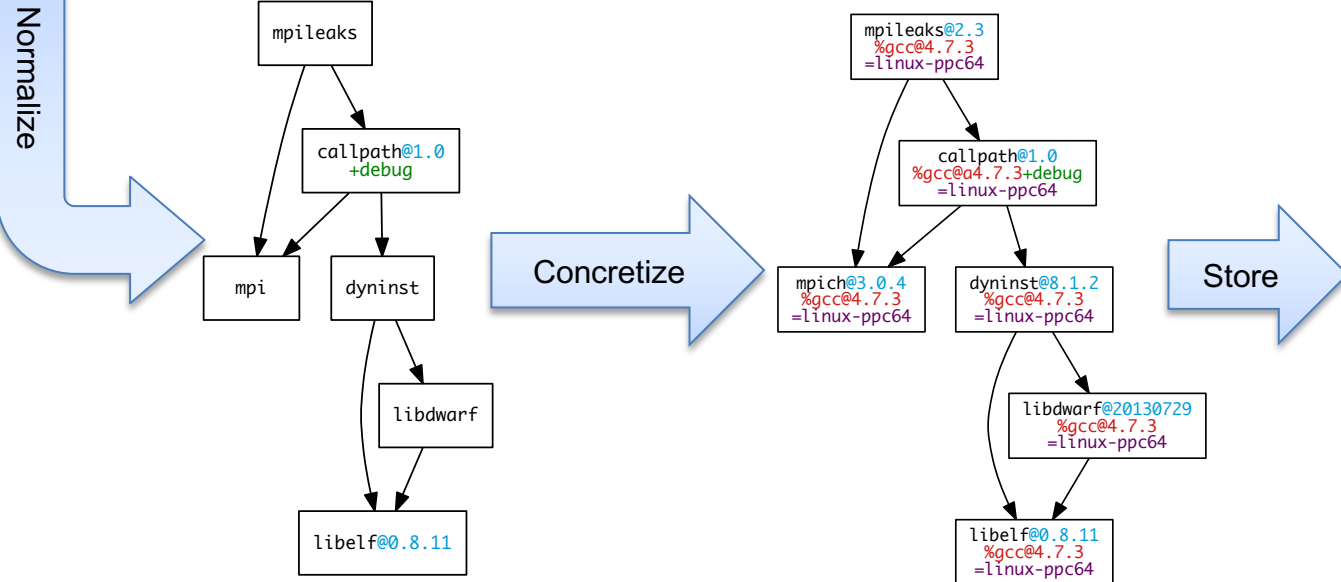 Normalize
mpileaks
callpath@1.0
+debug
mpi
dyninst
libdwarf
libelf@0.8.11
Concretize
mpileaks@2.3
%gcc@4.7.3
=linux-ppc64
callpath@1.0
%gcc@a4.7.3+debug
=linux-ppc64
mpich@3.0.4
%gcc@4.7.3
=linux-ppc64
dyninst@8.1.2
%gcc@4.7.3
=linux-ppc64
libdwarf@20130729
%gcc@4.7.3
=linux-ppc64
libelf@0.8.11
%gcc@4.7.3
=linux-ppc64
Store